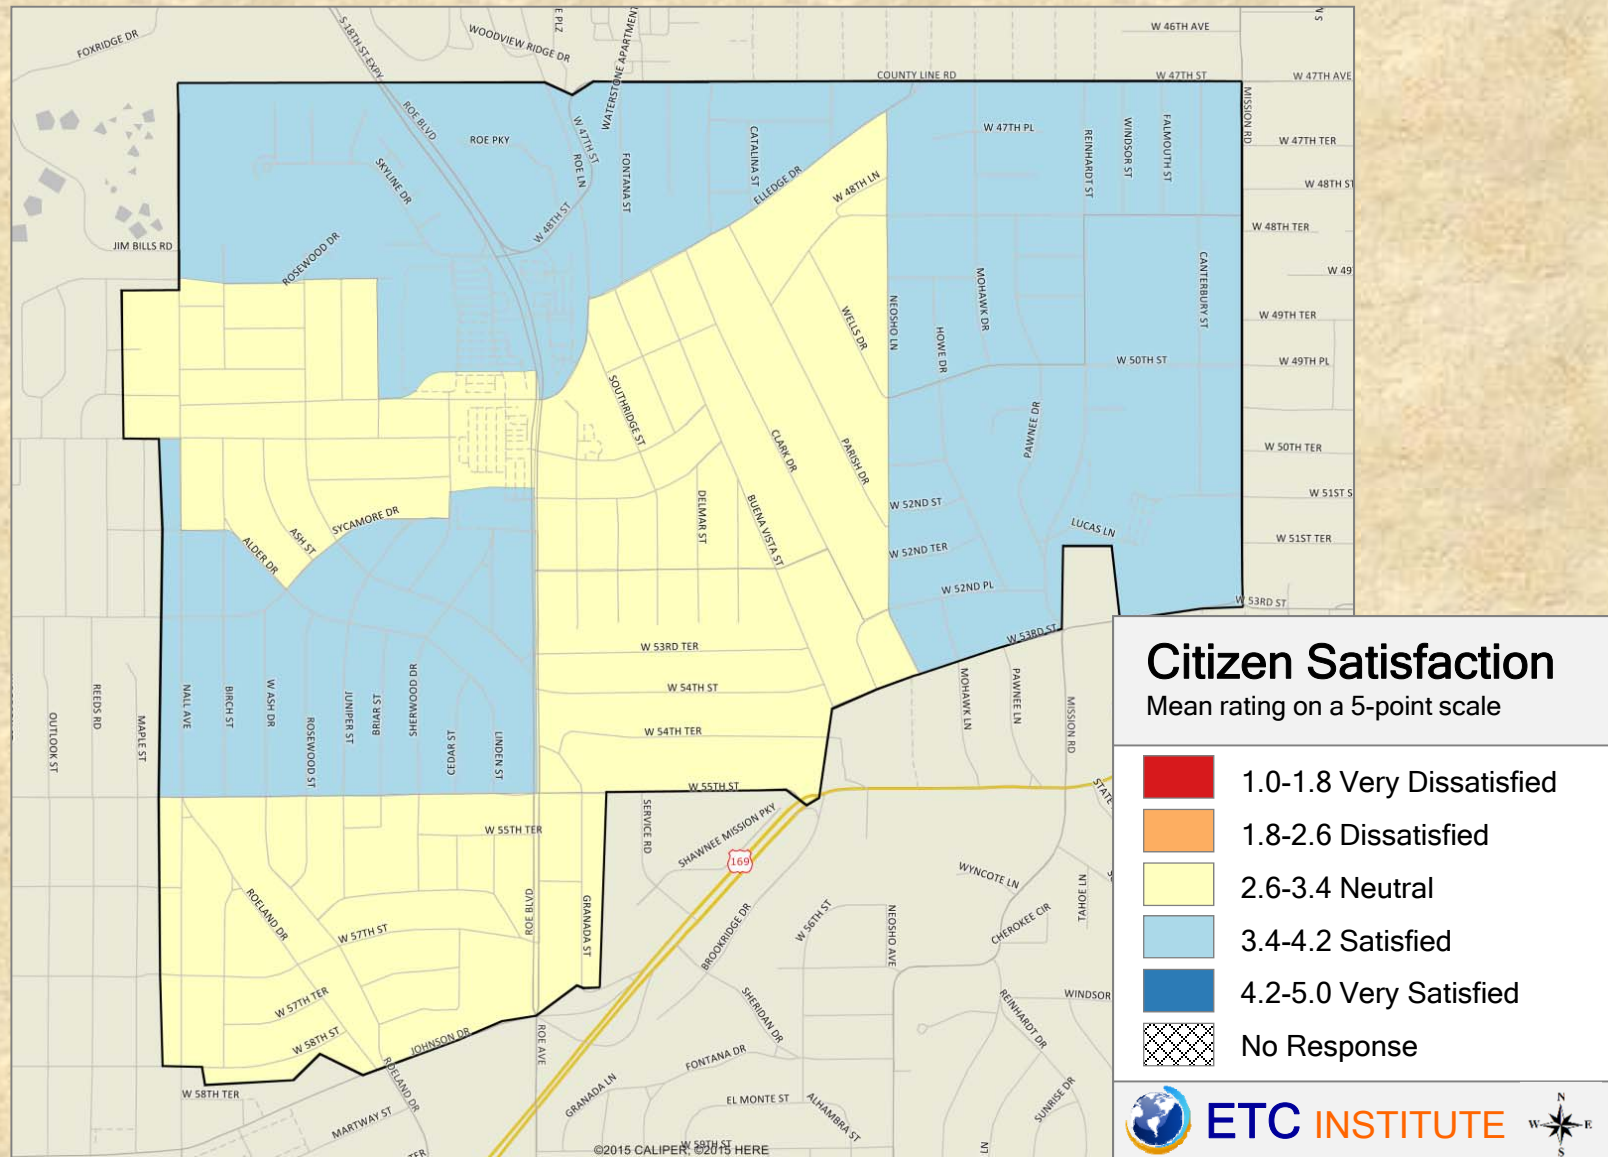 FOXRIDGE DR
S 18TH ST EXPY
WOODVIEW RIDGE DR
E PLZ
WATERSTONE APARTMENT
W 46TH AVE
S N
COUNTY LINE RD
W 47TH ST
W 47TH AVE
MISSION RD
ROE BLVD
ROE PKY
W 47TH ST
ROE LN
FONTANA ST
CATALINA ST
W 47TH PL
REINHARDT ST
WINDSOR ST
FALMOUTH ST
W 47TH TER
SKYLINE DR
ELLEDGE DR
W 48TH LN
W 48TH ST
W 48TH ST
W 48TH TER
JIM BILLS RD
ROSEWOOD DR
MOHAWK DR
CANTERBURY ST
W 49
WELLS DR
NEOSHO LN
HOWE DR
W 49TH TER
W 50TH ST
W 49TH PL
SOUTHRIDGE ST
CLARK DR
PARISH DR
PAWNEE DR
W 50TH TER
DELMAR ST
BUENA VISTA ST
W 52ND ST
W 51ST S
SYCAMORE DR
ASH ST
ALDER DR
LUCAS LN
W 51ST TER
W 52ND TER
W 52ND PL
W 53RD ST
W 53RD ST
W 53RD TER
W 54TH ST
W 54TH TER
W 55TH ST
OUTLOOK ST
REEDS RD
MAPLE ST
NALL AVE
BIRCH ST
W ASH DR
ROSEWOOD ST
JUNIPER ST
BRIAR ST
SHERWOOD DR
CEDAR ST
LINDEN ST
MOHAWK LN
PAWNEE LN
MISSION RD
STATE
Citizen Satisfaction
Mean rating on a 5-point scale
1.0-1.8 Very Dissatisfied
1.8-2.6 Dissatisfied
2.6-3.4 Neutral
3.4-4.2 Satisfied
4.2-5.0 Very Satisfied
No Response
W 55TH TER
SERVICE RD
SHAWNEE MISSION PKY
169
WYNCOTE LN
TAHOE LN
ROELAND DR
ROE BLVD
GRANADA ST
W 57TH ST
BROOKRIDGE DR
W 56TH ST
NEOSHO AVE
CHEROKEE CIR
W 57TH TER
W 58TH ST
JOHNSON DR
ROE AVE
SHERIDAN DR
REINHARDT DR
WINDSOR
FONTANA DR
ROELAND DR
W 58TH TER
MARTWAY ST
GRANADA LN
EL MONTE ST
ALHAMBRA ST
SUNRISE DR
W 59TH ST
TER
©2015 CALIPER; ©2015 HERE
ETC INSTITUTE
N
W E
S